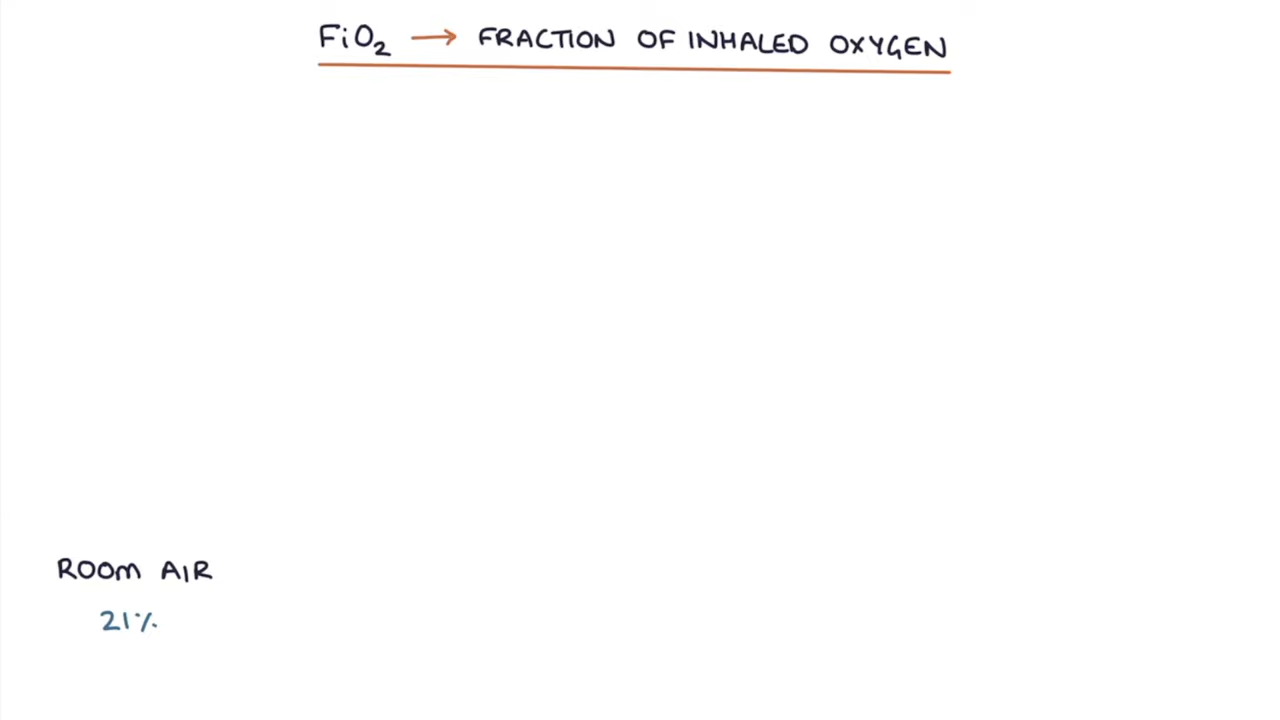 FiO₂ → FRACTION OF INHALED OXYGEN
ROOM AIR
21%